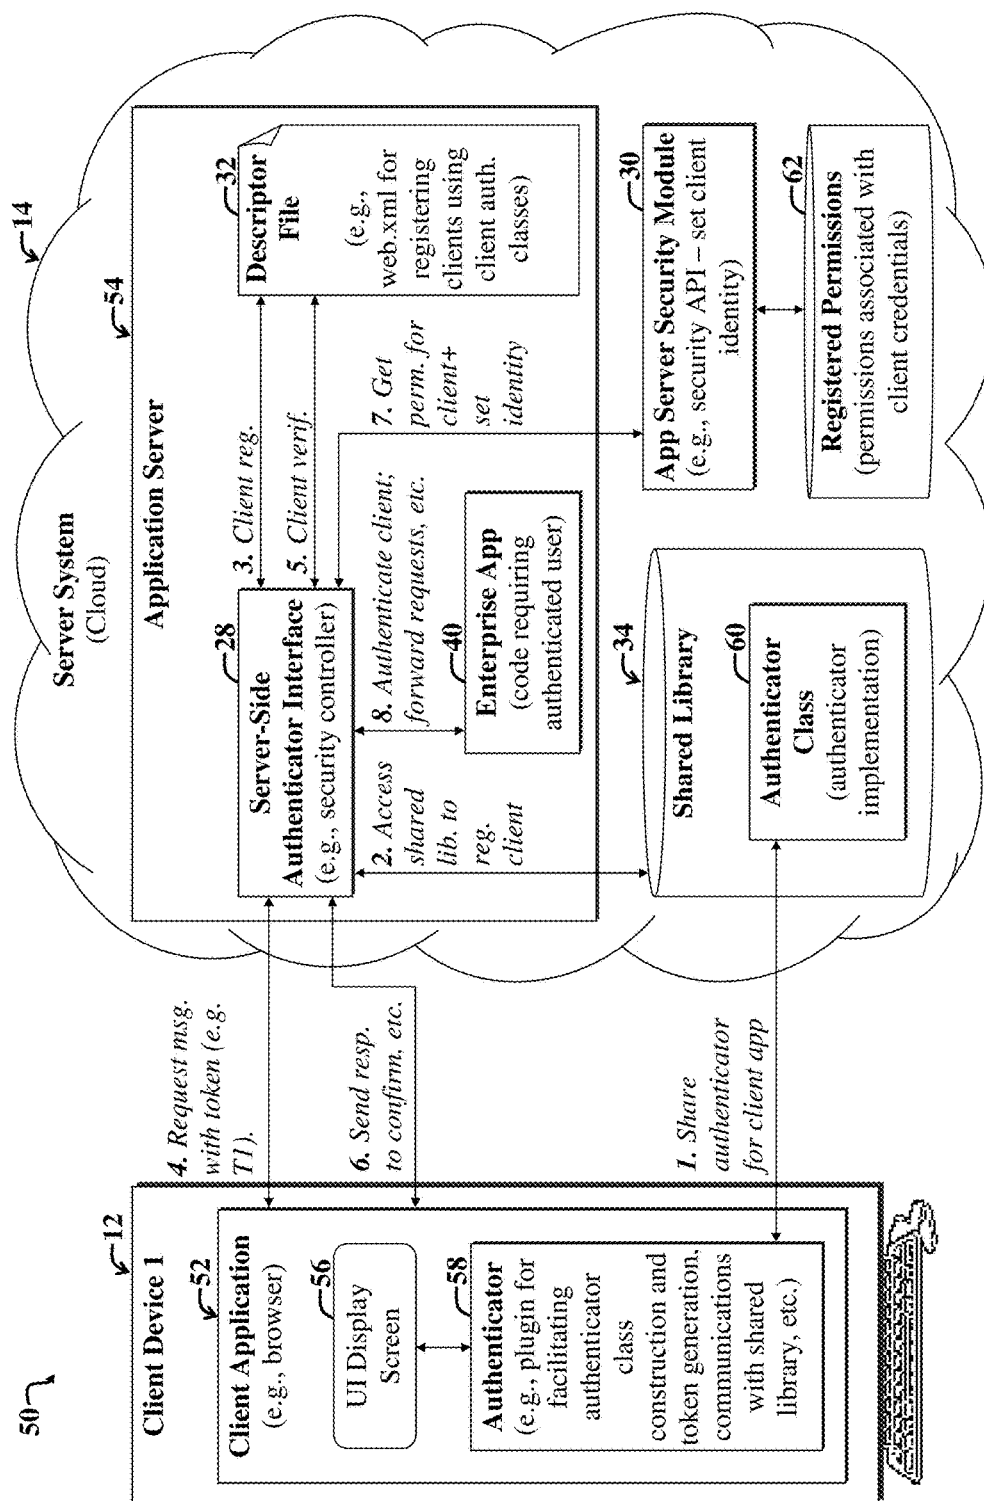 50
Client Device 1
12
52
Client Application
(e.g., browser)
56
UI Display
Screen
58
Authenticator
(e.g., plugin for
facilitating
authenticator
class
construction and
token generation,
communications
with shared
library, etc.)
4. Request msg.
with token (e.g.
T1).
6. Send resp.
to confirm, etc.
1. Share
authenticator
for client app
Server System
(Cloud)
14
54
Application Server
28
Server-Side
Authenticator Interface
(e.g., security controller)
3. Client reg.
5. Client verif.
32
Descriptor
File
(e.g.,
web.xml for
registering
clients using
client auth.
classes)
2. Access
shared
lib. to
reg.
client
8. Authenticate client;
forward requests, etc.
7. Get
perm. for
client+
set
identity
40
Enterprise App
(code requiring
authenticated user)
34
Shared Library
60
Authenticator
Class
(authenticator
implementation)
30
App Server Security Module
(e.g., security API – set client
identity)
62
Registered Permissions
(permissions associated with
client credentials)